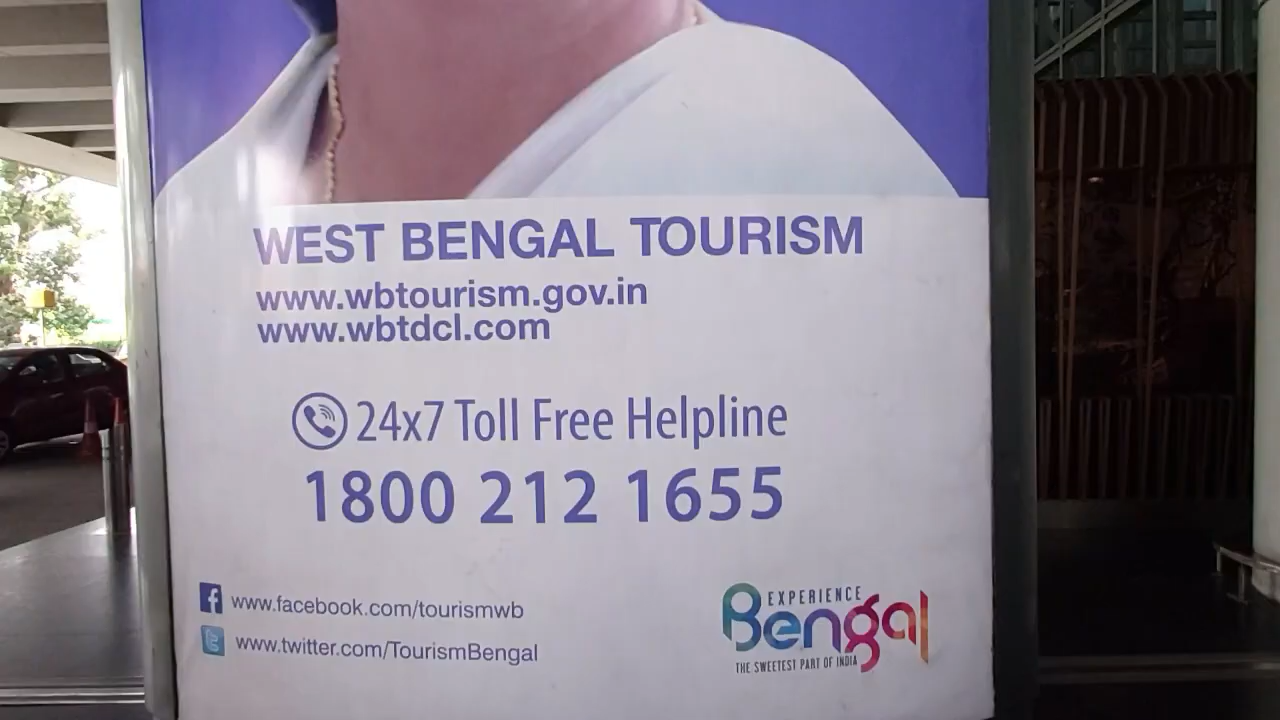 WEST BENGAL TOURISM
www.wbtourism.gov.in
www.wbtdcl.com
24x7 Toll Free Helpline
1800 212 1655
www.facebook.com/tourismwb
www.twitter.com/TourismBengal
EXPERIENCE
Bengal
THE SWEETEST PART OF INDIA